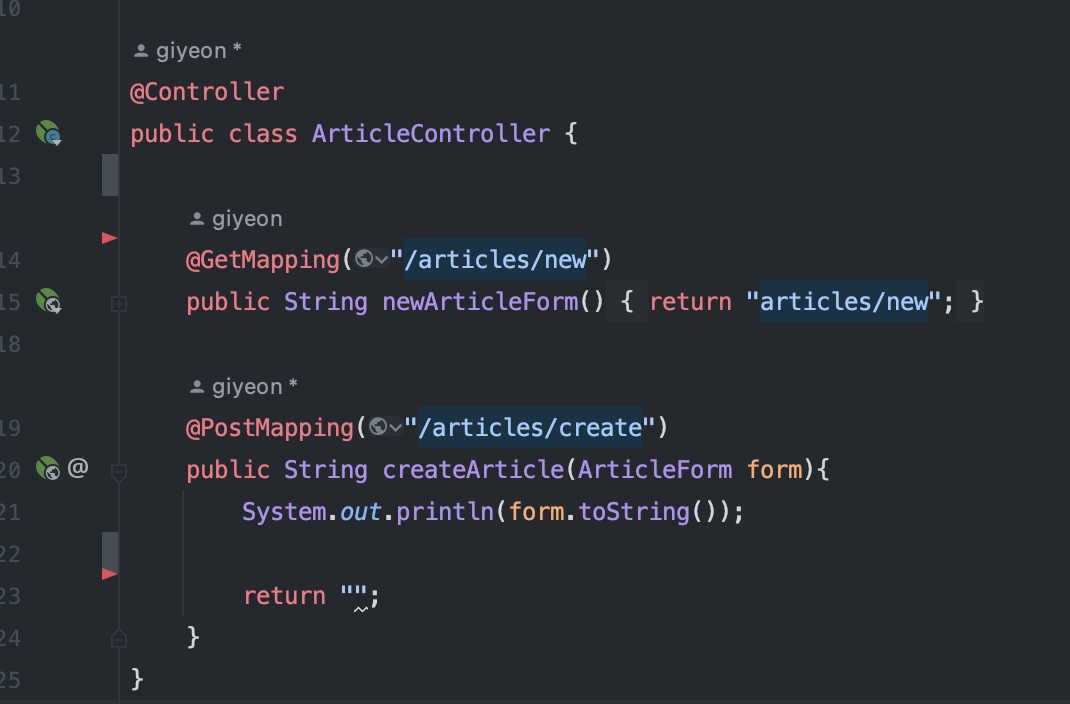 10
giyeon *
11 @Controller
12 public class ArticleController {
13
giyeon
14 @GetMapping("/articles/new")
15 public String newArticleForm() { return "articles/new"; }
18
giyeon *
19 @PostMapping("/articles/create")
20 @ public String createArticle(ArticleForm form){
21 System.out.println(form.toString());
22
23 return "";
24 }
25 }